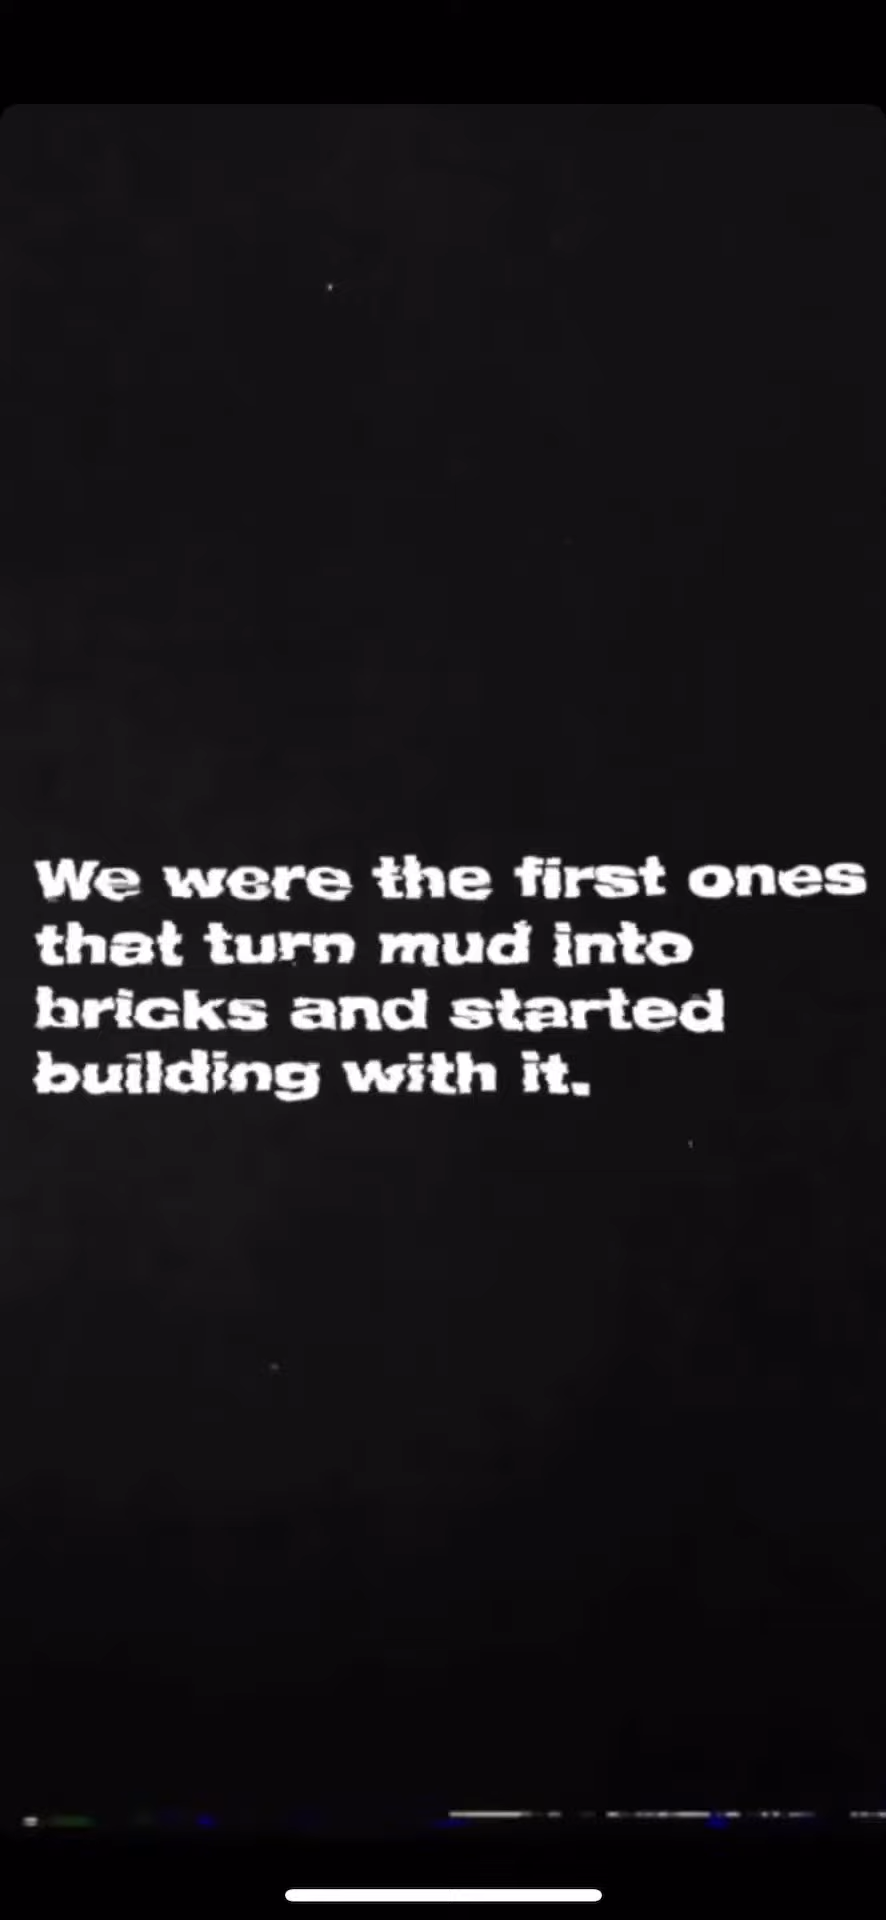 We were the first ones
that turn mud into
bricks and started
building with it.